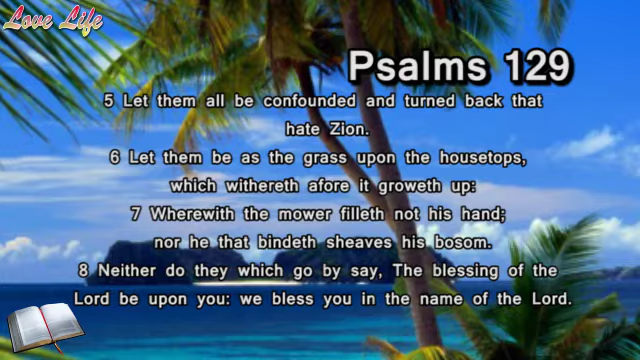 Love Life
Psalms 129
5 Let them all be confounded and turned back that
hate Zion.
6 Let them be as the grass upon the housetops,
which withereth afore it groweth up:
7 Wherewith the mower filleth not his hand;
nor he that bindeth sheaves his bosom.
8 Neither do they which go by say, The blessing of the
Lord be upon you: we bless you in the name of the Lord.